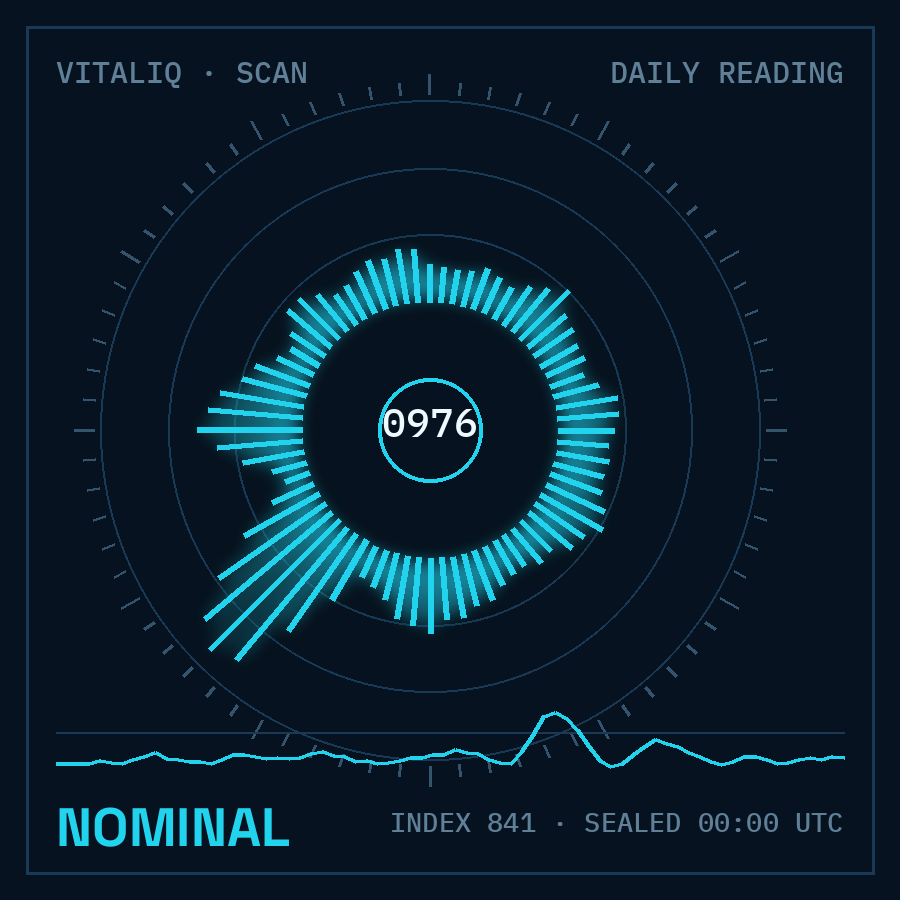 VITALIQ · SCAN
DAILY READING
0976
NOMINAL
INDEX 841 · SEALED 00:00 UTC